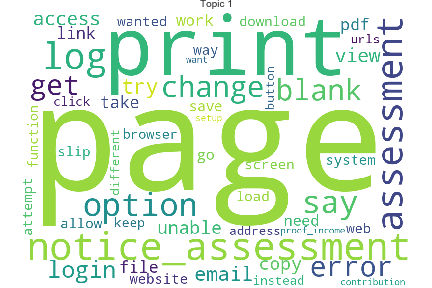 Topic 1
access wanted work download
link way want pdf urls
log print button view
get click try change blank assessment
take save setup
function slip browser go screen system say
attempt different load
option unable need
allow keep address proof_income web
notice_assessment
login file email copy error
website instead contribution
page